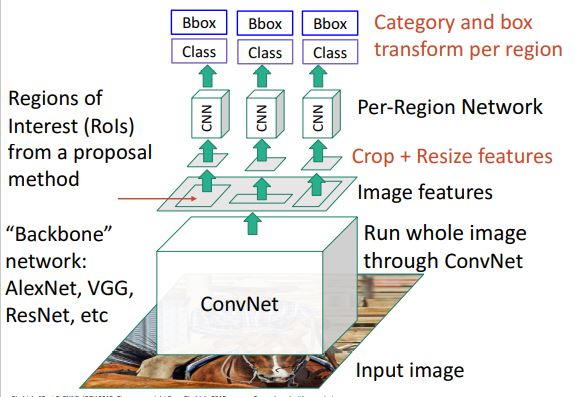 Bbox Bbox Bbox
Class Class Class
Category and box
transform per region
Regions of
Interest (RoIs)
from a proposal
method
CNN CNN CNN
Per-Region Network
Crop + Resize features
Image features
"Backbone"
network:
AlexNet, VGG,
ResNet, etc
Run whole image
through ConvNet
ConvNet
Input image